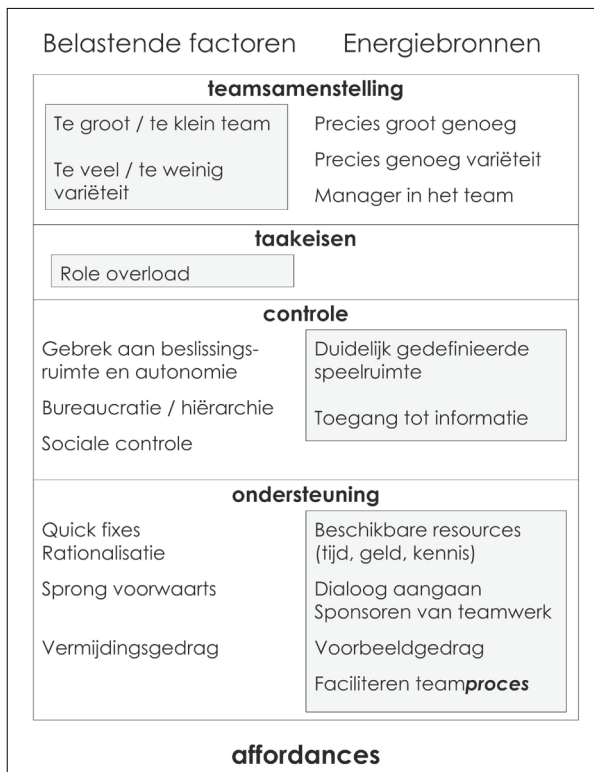 Belastende factoren
Energiebronnen
teamsamenstelling
Te groot / te klein team
Te veel / te weinig
variëteit
Precies groot genoeg
Precies genoeg variëteit
Manager in het team
taakeisen
Role overload
controle
Gebrek aan beslissings-
ruimte en autonomie
Bureaucratie / hiërarchie
Sociale controle
Duidelijk gedefinieerde
speelruimte
Toegang tot informatie
ondersteuning
Quick fixes
Rationalisatie
Sprong voorwaarts
Vermijdingsgedrag
Beschikbare resources
(tijd, geld, kennis)
Dialoog aangaan
Sponsoren van teamwerk
Voorbeeldgedrag
Faciliteren teamproces
affordances